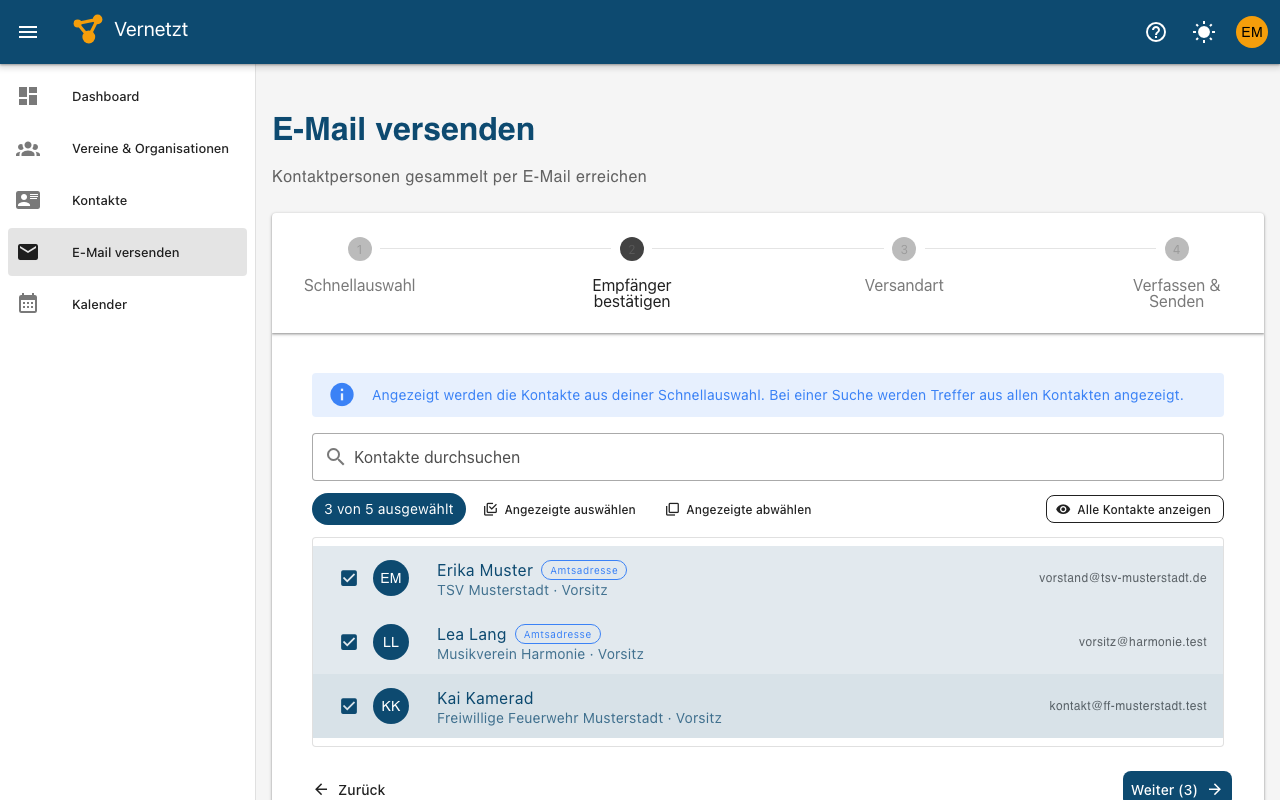 Vernetzt
EM
Dashboard
Vereine & Organisationen
Kontakte
E-Mail versenden
Kalender
E-Mail versenden
Kontaktpersonen gesammelt per E-Mail erreichen
1
Schnellauswahl
2
Empfänger
bestätigen
3
Versandart
4
Verfassen &
Senden
Angezeigt werden die Kontakte aus deiner Schnellauswahl. Bei einer Suche werden Treffer aus allen Kontakten angezeigt.
Kontakte durchsuchen
3 von 5 ausgewählt
Angezeigte auswählen
Angezeigte abwählen
Alle Kontakte anzeigen
EM
Erika Muster Amtsadresse
TSV Musterstadt · Vorsitz
vorstand@tsv-musterstadt.de
LL
Lea Lang Amtsadresse
Musikverein Harmonie · Vorsitz
vorsitz@harmonie.test
KK
Kai Kamerad
Freiwillige Feuerwehr Musterstadt · Vorsitz
kontakt@ff-musterstadt.test
Zurück
Weiter (3)